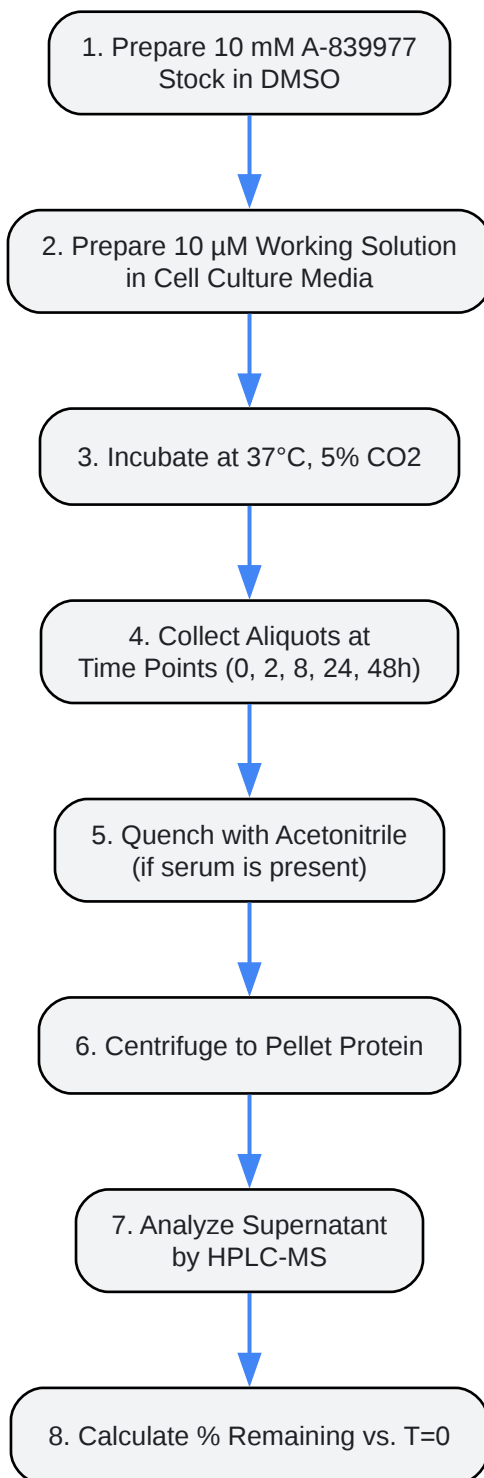 1. Prepare 10 mM A-839977
Stock in DMSO
2. Prepare 10 µM Working Solution
in Cell Culture Media
3. Incubate at 37°C, 5% CO2
4. Collect Aliquots at
Time Points (0, 2, 8, 24, 48h)
5. Quench with Acetonitrile
(if serum is present)
6. Centrifuge to Pellet Protein
7. Analyze Supernatant
by HPLC-MS
8. Calculate % Remaining vs. T=0